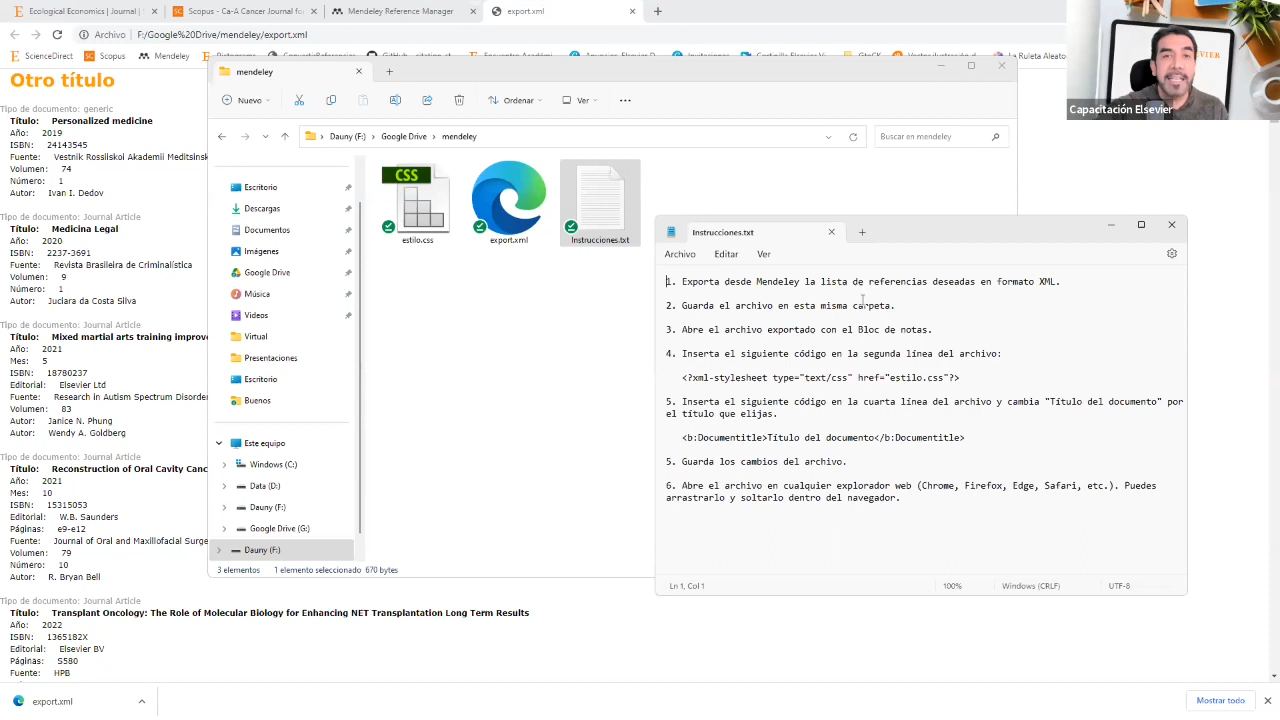 Ecological Economics | Journal |
Scopus - Ca-A Cancer Journal fo
Mendeley Reference Manager
export.xml
Archivo
F:/Google%20Drive/mendeley/export.xml
ScienceDirect
Scopus
Mendeley
Otro título
Tipo de documento: generic
Título: Personalized medicine
Año: 2019
ISBN: 24143545
Fuente: Vestnik Rossiiskoi Akademii Meditsinsk
Volumen: 74
Número: 1
Autor: Ivan I. Dedov
Tipo de documento: Journal Article
Título: Medicina Legal
Año: 2020
ISBN: 2237-3691
Fuente: Revista Brasileira de Criminalística
Volumen: 9
Número: 1
Autor: Juclara da Costa Silva
Tipo de documento: Journal Article
Título: Mixed martial arts training improve
Año: 2021
Mes: 5
ISBN: 18780237
Editorial: Elsevier Ltd
Fuente: Research in Autism Spectrum Disorder
Volumen: 83
Autor: Janice N. Phung
Autor: Wendy A. Goldberg
Tipo de documento: Journal Article
Título: Reconstruction of Oral Cavity Canc
Año: 2021
Mes: 10
ISBN: 15315053
Editorial: W.B. Saunders
Páginas: e9-e12
Fuente: Journal of Oral and Maxillofacial Surge
Volumen: 79
Número: 10
Autor: R. Bryan Bell
Tipo de documento: Journal Article
Título: Transplant Oncology: The Role of Molecular Biology for Enhancing NET Transplantation Long Term Results
Año: 2022
ISBN: 1365182X
Editorial: Elsevier BV
Páginas: S580
Fuente: HPB
mendeley
Nuevo
Ordenar
Ver
Dauny (F:) > Google Drive > mendeley
Buscar en mendeley
Escritorio
Descargas
Documentos
Imágenes
Google Drive
Música
Vídeos
Virtual
Presentaciones
Escritorio
Buenos
Este equipo
Windows (C:)
Data (D:)
Dauny (F:)
Google Drive (G:)
Dauny (F:)
CSS
estilo.css
export.xml
Instrucciones.txt
3 elementos
1 elemento seleccionado 670 bytes
Instrucciones.txt
Archivo
Editar
Ver
1. Exporta desde Mendeley la lista de referencias deseadas en formato XML.
2. Guarda el archivo en esta misma carpeta.
3. Abre el archivo exportado con el Bloc de notas.
4. Inserta el siguiente código en la segunda línea del archivo:
<?xml-stylesheet type="text/css" href="estilo.css"?>
5. Inserta el siguiente código en la cuarta línea del archivo y cambia "Título del documento" por
el título que elijas.
<b:Documentitle>Título del documento</b:Documentitle>
5. Guarda los cambios del archivo.
6. Abre el archivo en cualquier explorador web (Chrome, Firefox, Edge, Safari, etc.). Puedes
arrastrarlo y soltarlo dentro del navegador.
Ln 1, Col 1
100%
Windows (CRLF)
UTF-8
Capacitación Elsevier
export.xml
Mostrar todo